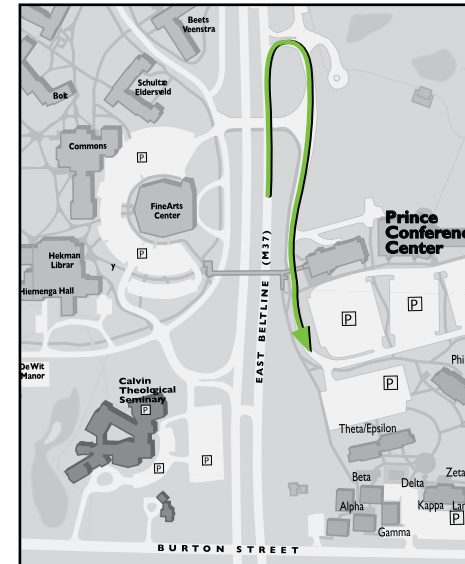 Beets
Veenstra
Schultze
Eldersveld
Bolt
Commons
P
FineArts
Center
Hekman
Librar
y
P
Hiemenga Hall
EAST BELTLINE (M37)
Prince
Conference
Center
P
P
DeWit
Manor
Calvin
Theological
Seminary
P
P
Phi
P
P
Theta/Epsilon
Beta
Delta
Zeta
Alpha
Kappa
Lar
P
Gamma
BURTON STREET